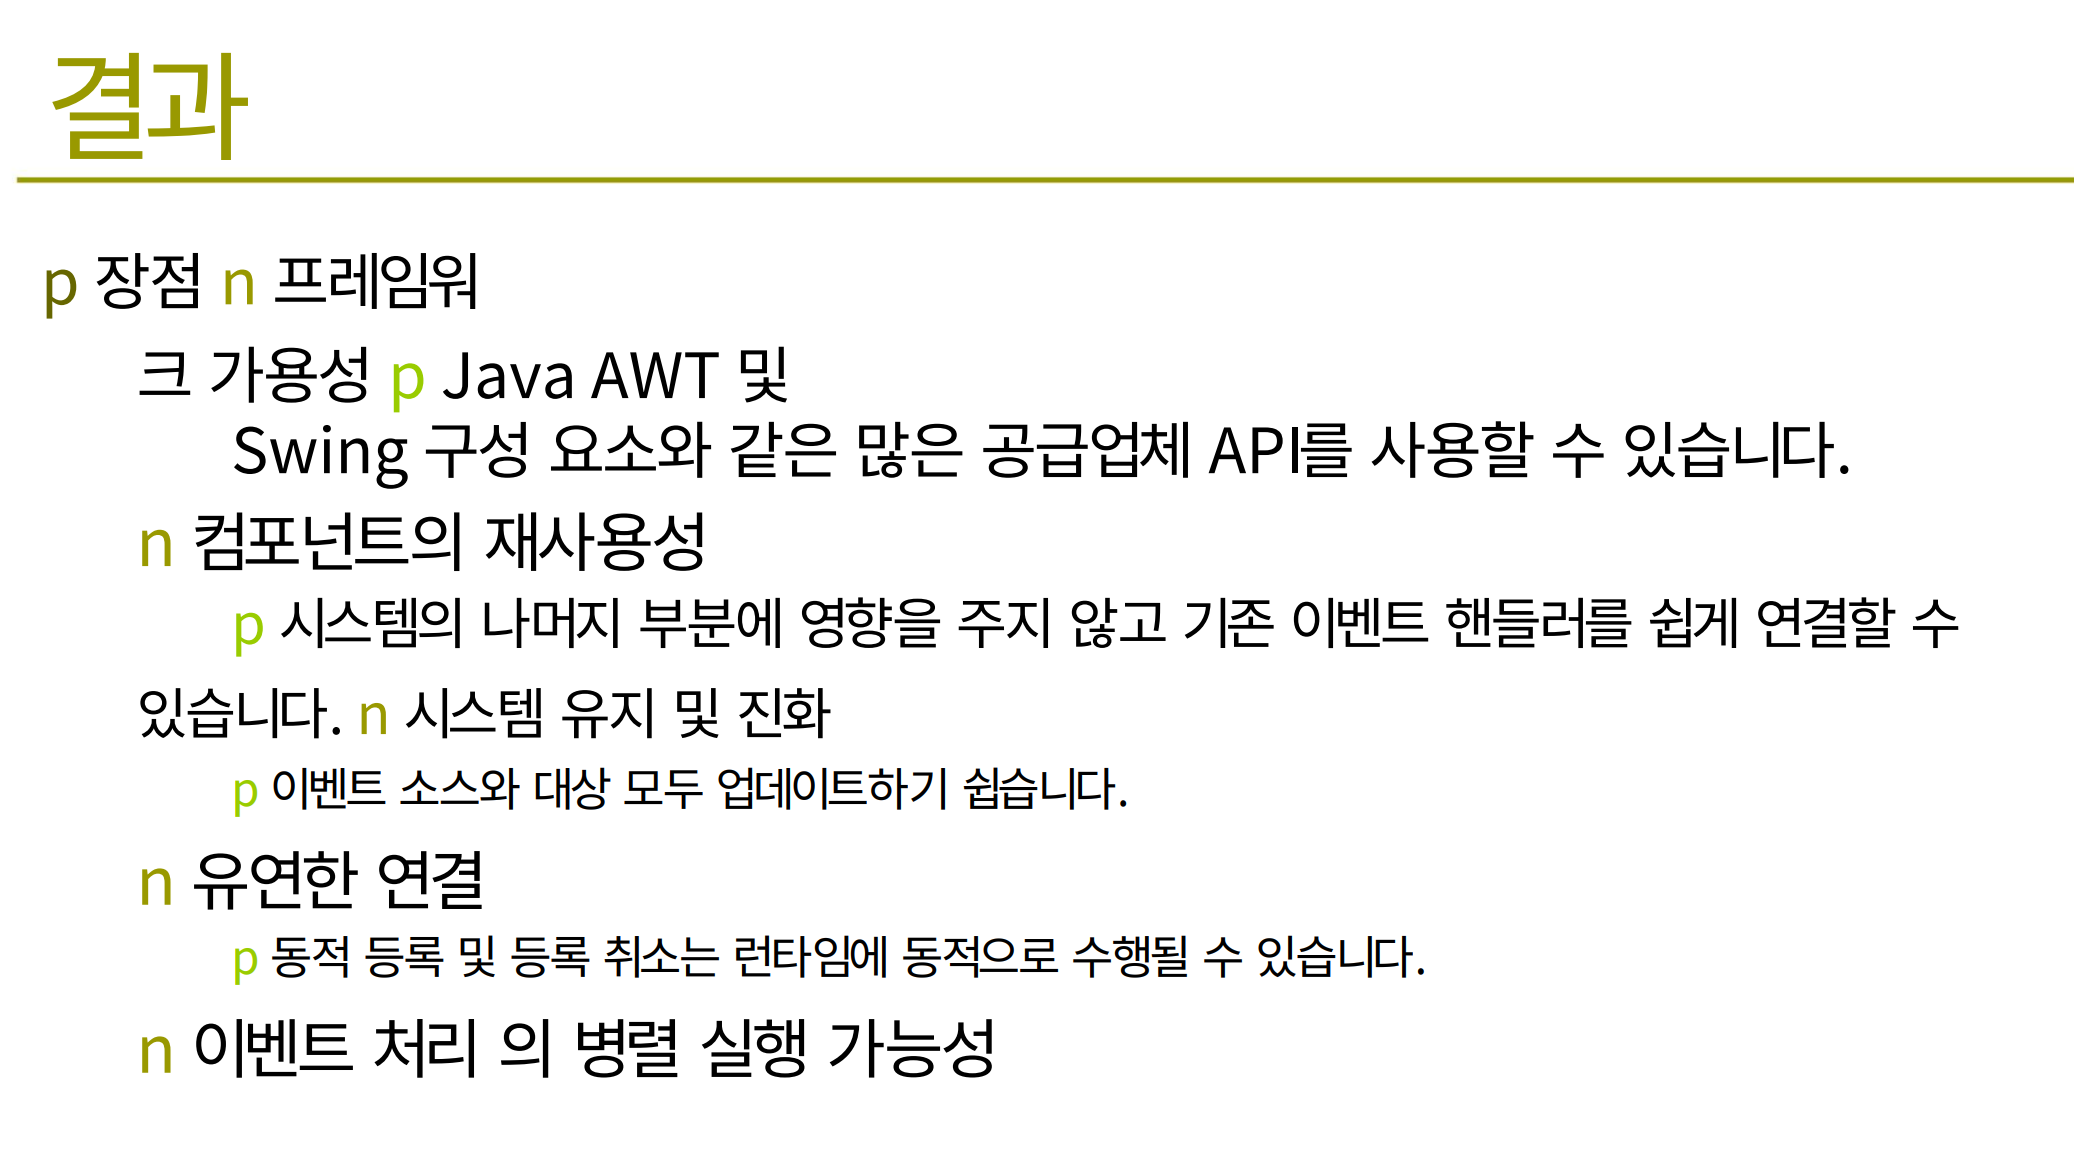 결과
p 장점 n 프레임워
크 가용성 p Java AWT 및
Swing 구성 요소와 같은 많은 공급업체 API를 사용할 수 있습니다.
n 컴포넌트의 재사용성
p 시스템의 나머지 부분에 영향을 주지 않고 기존 이벤트 핸들러를 쉽게 연결할 수
있습니다. n 시스템 유지 및 진화
p 이벤트 소스와 대상 모두 업데이트하기 쉽습니다.
n 유연한 연결
p 동적 등록 및 등록 취소는 런타임에 동적으로 수행될 수 있습니다.
n 이벤트 처리 의 병렬 실행 가능성